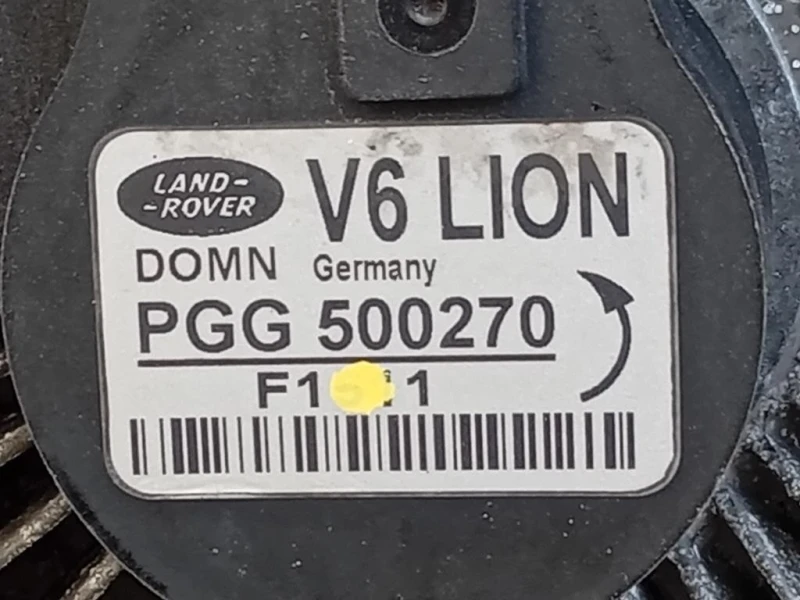 LAND-
-ROVER
V6 LION
DOMN Germany
PGG 500270